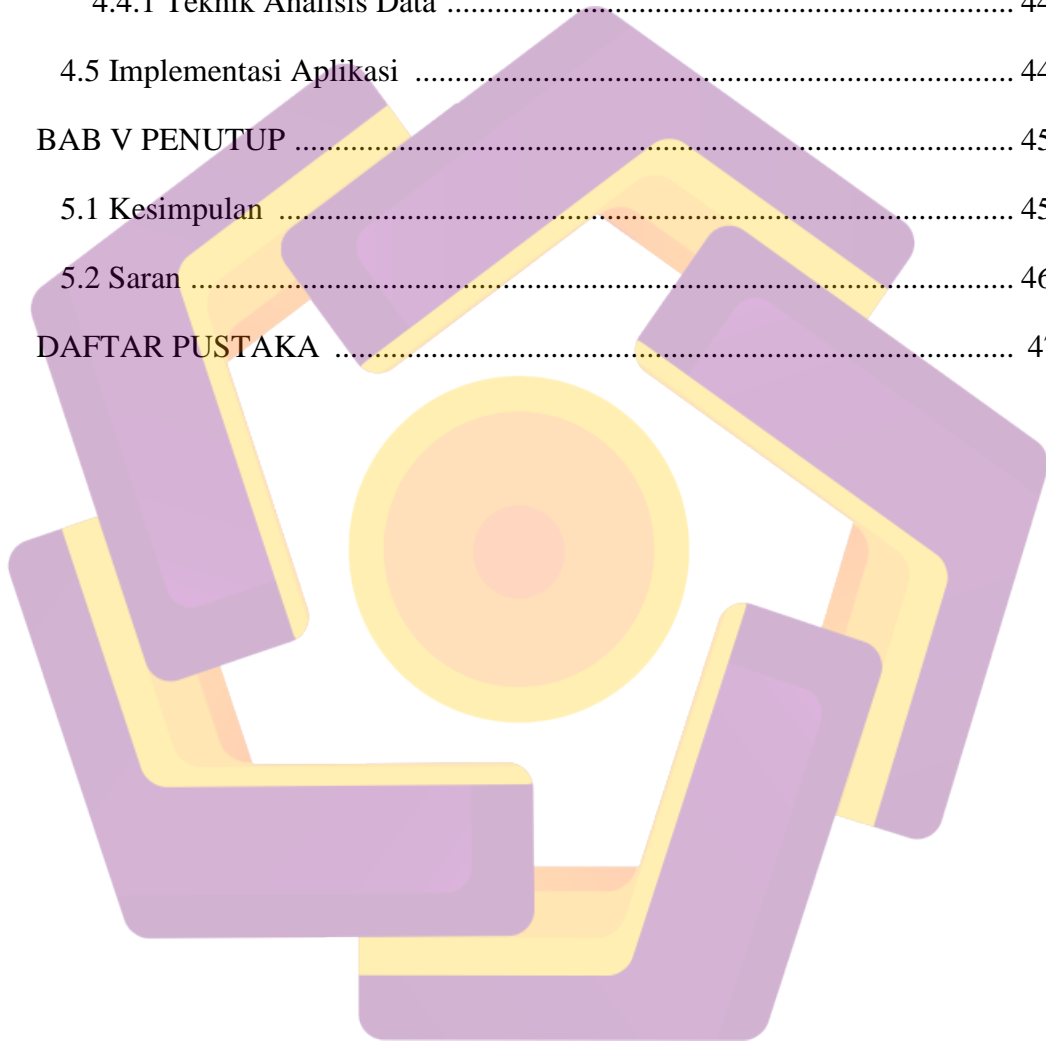 4.4.1 Teknik Analisis Data ........................................................................ 44
4.5 Implementasi Aplikasi ............................................................................ 44
BAB V PENUTUP ........................................................................................... 45
5.1 Kesimpulan ............................................................................................. 45
5.2 Saran ........................................................................................................ 46
DAFTAR PUSTAKA ...................................................................................... 47